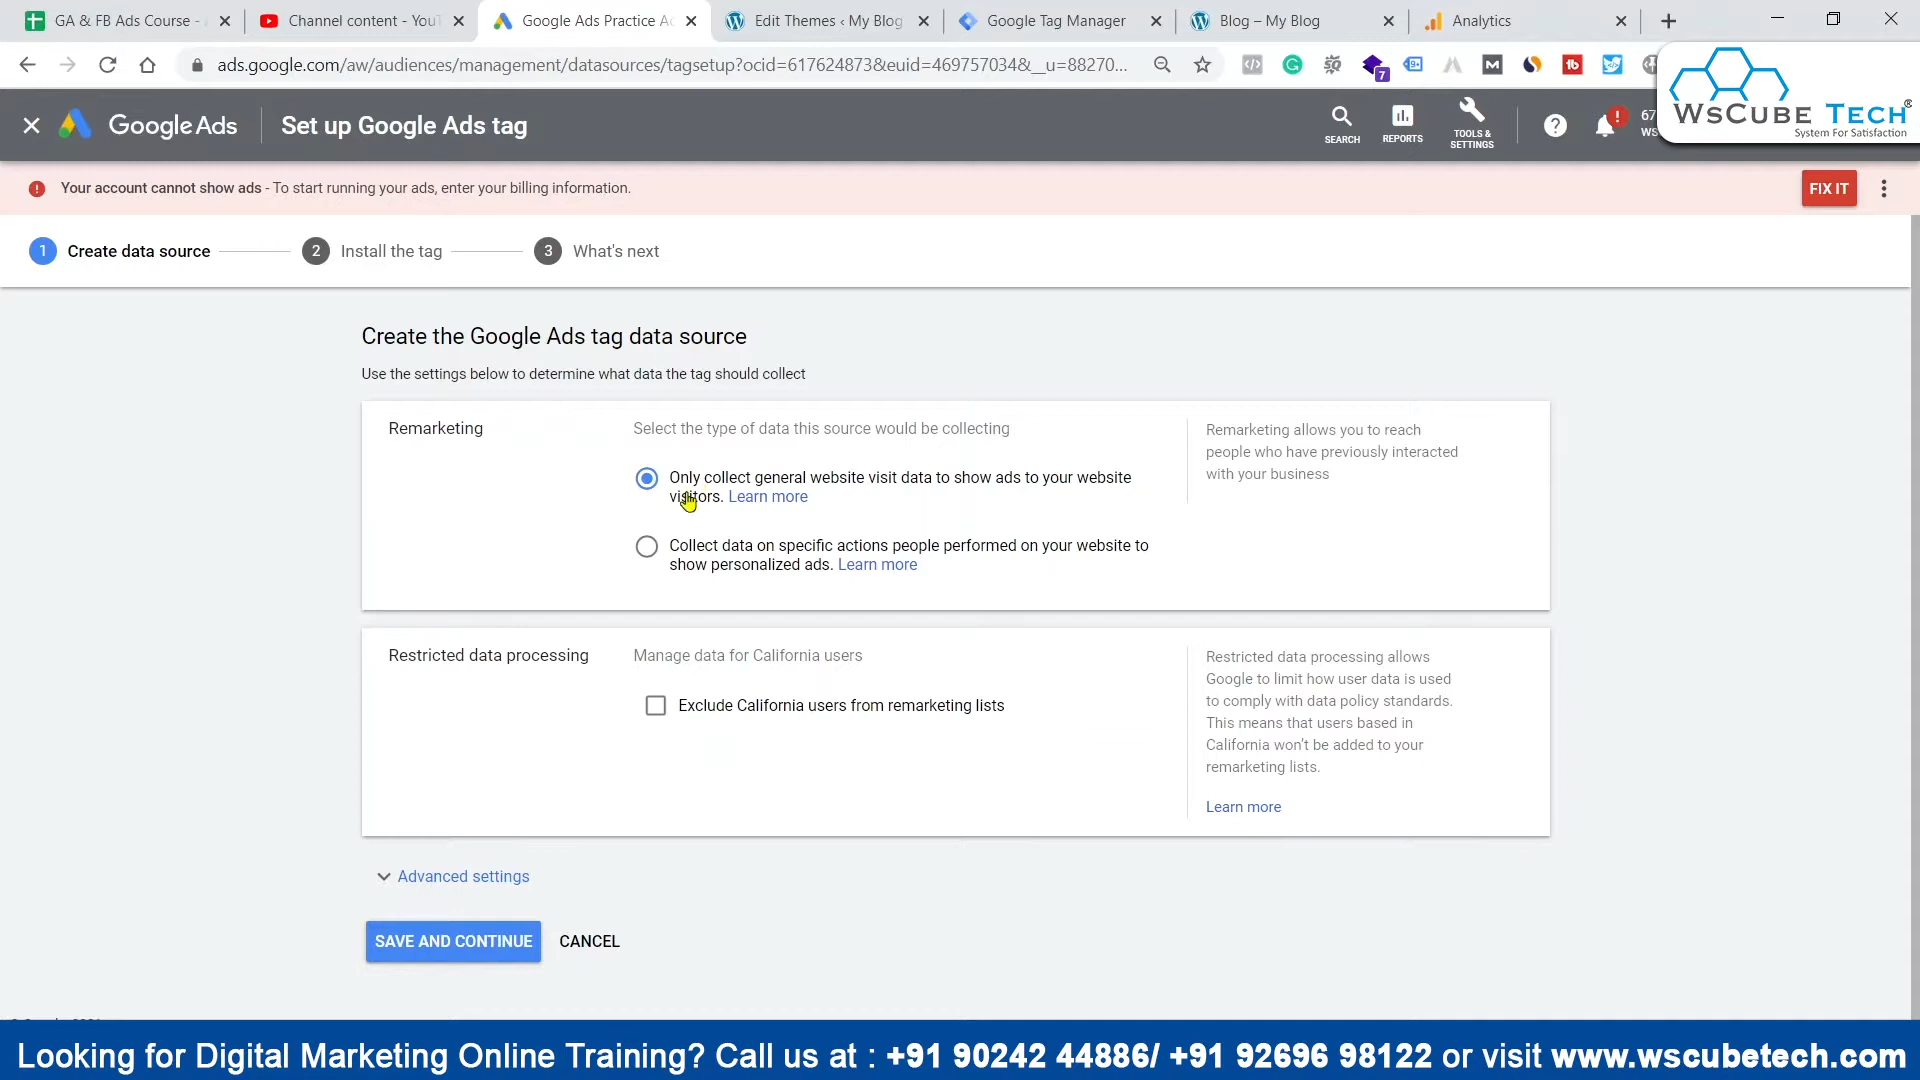 GA & FB Ads Course -
Channel content - YouT
Google Ads Practice Ac
Edit Themes ‹ My Blog
Google Tag Manager
Blog – My Blog
Analytics
ads.google.com/aw/audiences/management/datasources/tagsetup?ocid=617624873&euid=469757034&__u=88270...
7
WsCube Tech®
System For Satisfaction
Google Ads
Set up Google Ads tag
SEARCH
REPORTS
TOOLS &
SETTINGS
67
WS
Your account cannot show ads - To start running your ads, enter your billing information.
FIX IT
1 Create data source
2 Install the tag
3 What's next
Create the Google Ads tag data source
Use the settings below to determine what data the tag should collect
Remarketing
Select the type of data this source would be collecting
Only collect general website visit data to show ads to your website
visitors. Learn more
Collect data on specific actions people performed on your website to
show personalized ads. Learn more
Remarketing allows you to reach
people who have previously interacted
with your business
Restricted data processing
Manage data for California users
Exclude California users from remarketing lists
Restricted data processing allows
Google to limit how user data is used
to comply with data policy standards.
This means that users based in
California won't be added to your
remarketing lists.
Learn more
Advanced settings
SAVE AND CONTINUE
CANCEL
Looking for Digital Marketing Online Training? Call us at : +91 90242 44886/ +91 92696 98122 or visit www.wscubetech.com